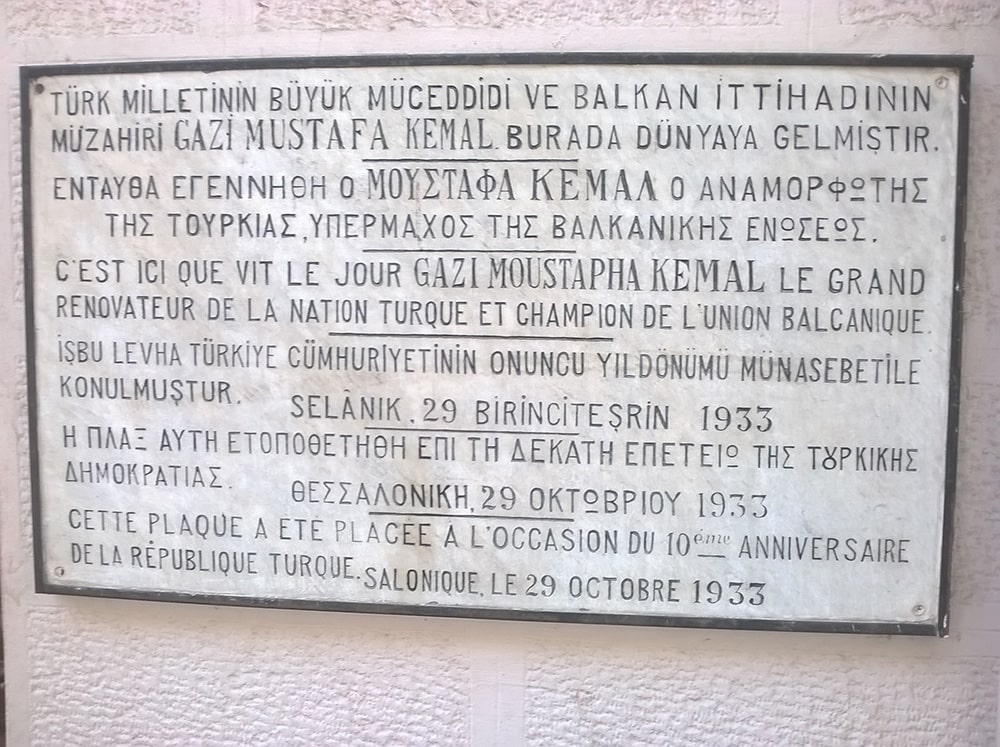 TÜRK MİLLETİNİN BÜYÜK MÜCEDDİDİ VE BALKAN İTTİHADININ
MÜZAHİRİ GAZİ MUSTAFA KEMAL BURADA DÜNYAYA GELMİŞTIR.
ΕΝΤΑΥΘΑ ΕΓΕΝΝΗΘΗ Ο ΜΟΥΣΤΑΦΑ ΚΕΜΑΛ Ο ΑΝΑΜΟΡΦΩΤΗΣ
ΤΗΣ ΤΟΥΡΚΙΑΣ, ΥΠΕΡΜΑΧΟΣ ΤΗΣ ΒΑΛΚΑΝΙΚΗΣ ΕΝΩΣΕΩΣ.
C'EST ICI QUE VIT LE JOUR GAZI MOUSTAPHA KEMAL LE GRAND
RENOVATEUR DE LA NATION TURQUE ET CHAMPION DE L'UNION BALCANIQUE.
İŞBU LEVHA TÜRKİYE CÜMHURİYETİNİN ONUNCU YILDÖNÜMÜ MÜNASEBETİLE
KONULMUŞTUR.
SELÂNIK, 29 BİRİNCİTEŞRİN 1933
Η ΠΛΑΞ ΑΥΤΗ ΕΤΟΠΟΘΕΤΗΘΗ ΕΠΙ ΤΗ ΔΕΚΑΤΗ ΕΠΕΤΕΙΩ ΤΗΣ ΤȣΡΚΙΚΗΣ
ΔΗΜΟΚΡΑΤΙΑΣ.
ΘΕΣΣΑΛΟΝΙΚΗ, 29 ΟΚΤΩΒΡΙΟΥ 1933
CETTE PLAQUE A ETE PLACÉE À L'OCCASION DU 10éme ANNIVERSAIRE
DE LA RÉPUBLIQUE TURQUE.
SALONIQUE, LE 29 OCTOBRE 1933